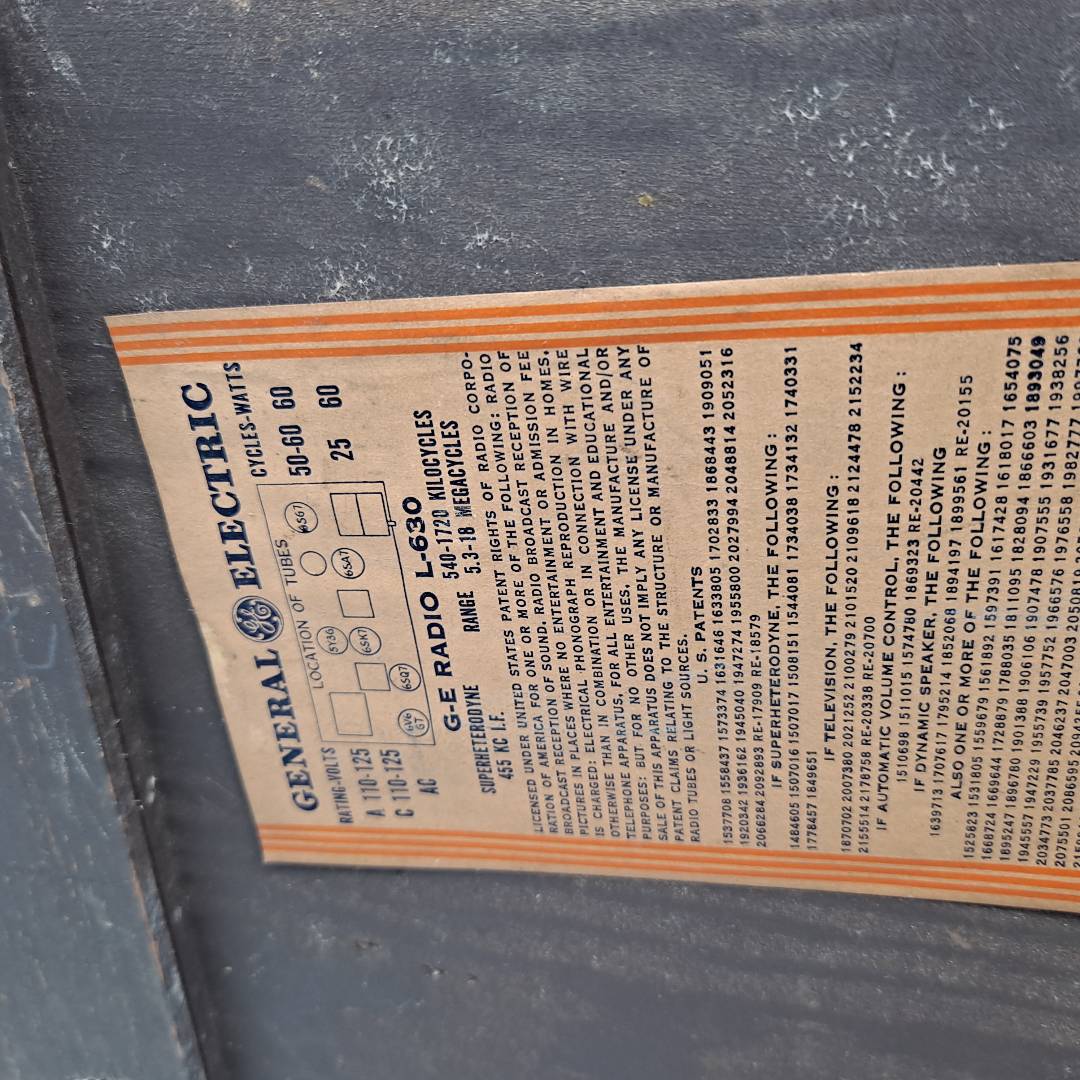 GENERAL GE ELECTRIC
RATING-VOLTS LOCATION OF TUBES CYCLES-WATTS
A 110-125 50-60 60
C 110-125 25 60
AC
5Y3G
6SG7
6V6 GT
6SQ7
6SK7
6SA7
G-E RADIO L-630
SUPERHETERODYNE RANGE 540-1720 KILOCYCLES
455 KC I.F. 5.3-18 MEGACYCLES
LICENSED UNDER UNITED STATES PATENT RIGHTS OF RADIO CORPO-
RATION OF AMERICA FOR ONE OR MORE OF THE FOLLOWING: RADIO
BROADCAST RECEPTION OF SOUND, RADIO BROADCAST RECEPTION OF
PICTURES IN PLACES WHERE NO ENTERTAINMENT OR ADMISSION FEE
IS CHARGED: ELECTRICAL PHONOGRAPH REPRODUCTION IN HOMES,
OTHERWISE THAN IN COMBINATION OR IN CONNECTION WITH WIRE
TELEPHONE APPARATUS, FOR ALL ENTERTAINMENT AND EDUCATIONAL
PURPOSES: BUT FOR NO OTHER USES. THE MANUFACTURE AND/OR
SALE OF THIS APPARATUS DOES NOT IMPLY ANY LICENSE UNDER ANY
PATENT CLAIMS RELATING TO THE STRUCTURE OR MANUFACTURE OF
RADIO TUBES OR LIGHT SOURCES.
U. S. PATENTS
1537708 1558437 1573374 1631646 1633805 1702833 1868443 1909051
1920342 1936162 1945040 1947274 1955800 2027994 2048814 2052316
2066284 2092893 RE-17909 RE-18579
IF SUPERHETERODYNE, THE FOLLOWING:
1484605 1507016 1507017 1508151 1544081 1734038 1734132 1740331
1778457 1849651
IF TELEVISION, THE FOLLOWING:
1870702 2007380 2021252 2100279 2101520 2109618 2124478 2152234
2155514 2178758 RE-20338 RE-20700
IF AUTOMATIC VOLUME CONTROL, THE FOLLOWING:
1510698 1511015 1574780 1869323 RE-20442
IF DYNAMIC SPEAKER, THE FOLLOWING
1639713 1707617 1795214 1852068 1894197 1899561 RE-20155
ALSO ONE OR MORE OF THE FOLLOWING:
1525823 1531805 1559679 1561892 1597391 1617428 1618017 1654075
1668724 1669644 1728879 1788035 1811095 1828094 1866603 1893049
1895247 1896780 1901388 1906106 1907478 1907555 1931677 1938256
1945557 1947229 1955739 1957752 1966576 1976558 1982777
2034773 2037785 2046237 2047003
2075501 2086595